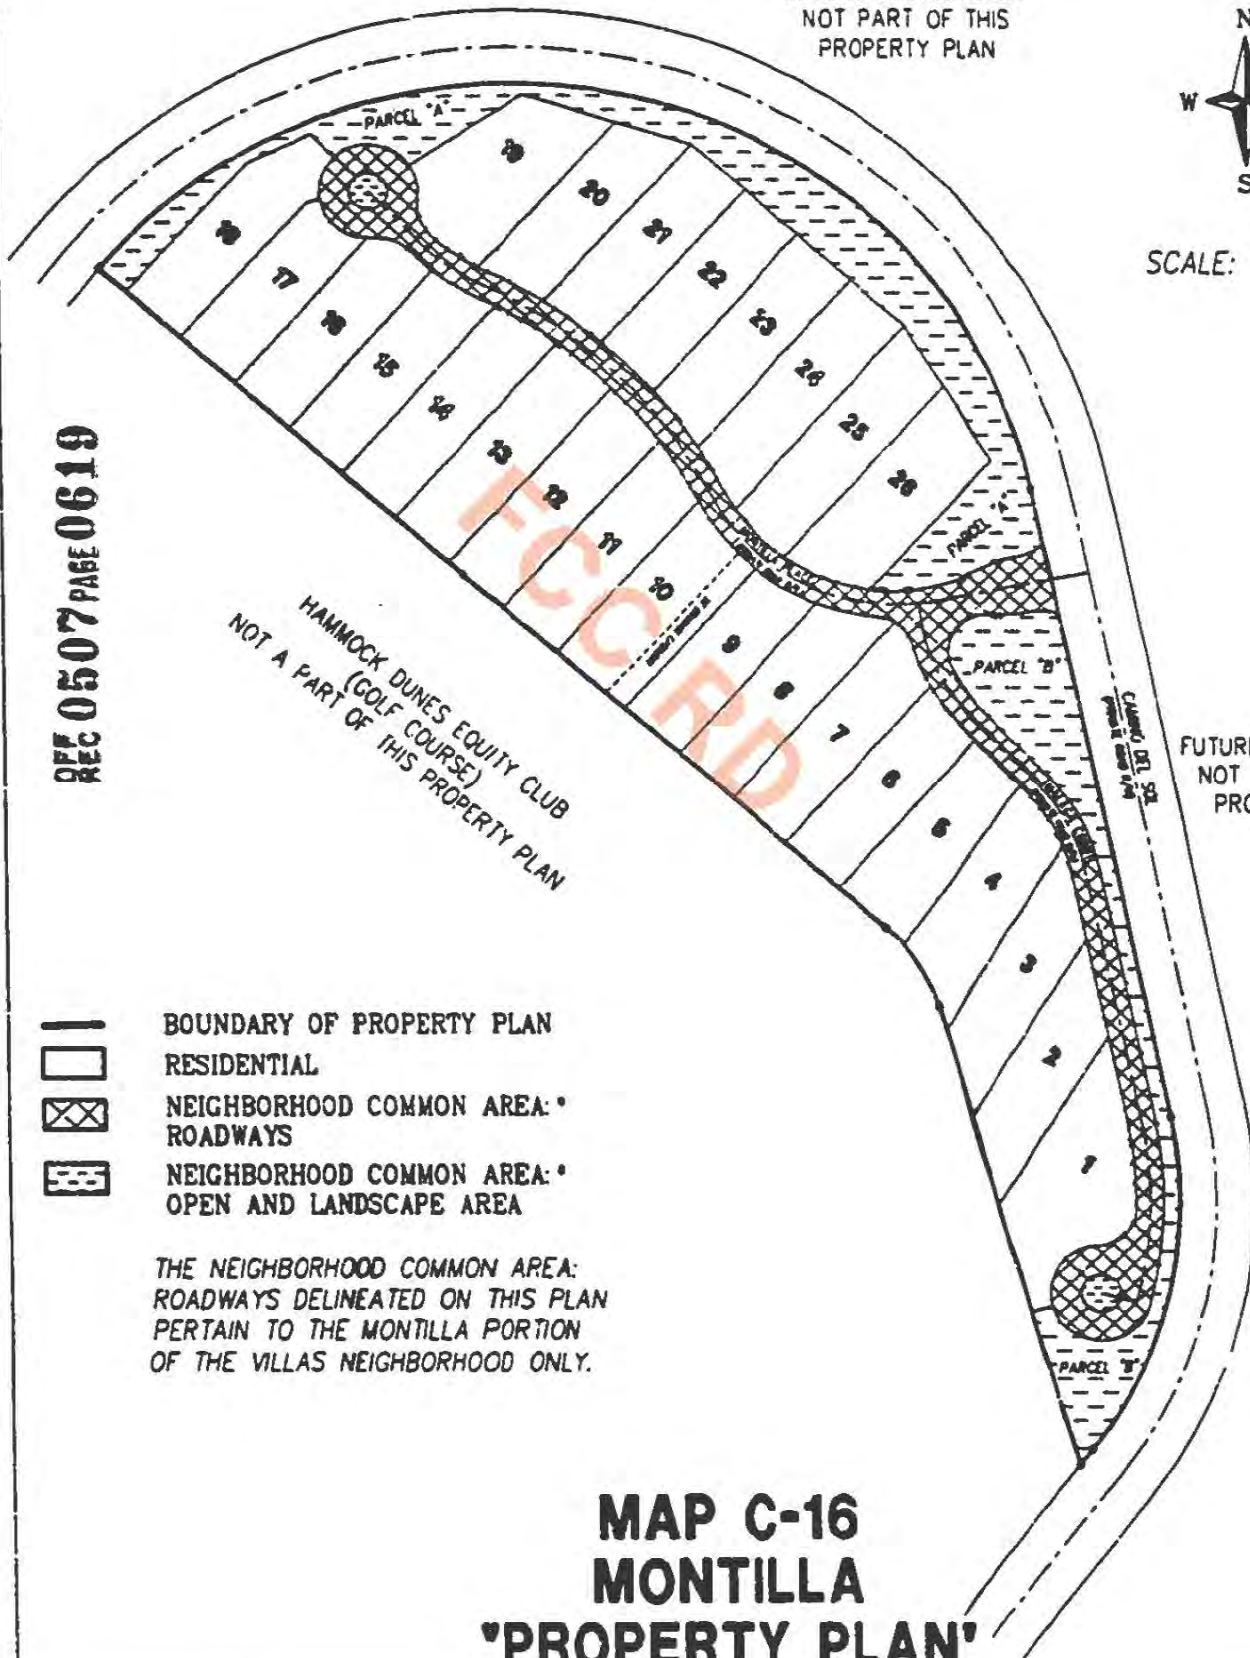 NOT PART OF THIS
PROPERTY PLAN
N
W
S
SCALE:
PARCEL "A"
18
17
16
15
14
13
12
11
10
9
8
7
6
5
4
3
2
1
19
20
21
22
23
24
25
26
PARCEL "A"
PARCEL "B"
CAMINO DEL SOL
PARCEL "B"
FUTURE
NOT
PRO
OFF
REC 0507 PAGE 0619
HAMMOCK DUNES EQUITY CLUB
(GOLF COURSE)
NOT A PART OF THIS PROPERTY PLAN
FCC RD
BOUNDARY OF PROPERTY PLAN
RESIDENTIAL
NEIGHBORHOOD COMMON AREA: *
ROADWAYS
NEIGHBORHOOD COMMON AREA: *
OPEN AND LANDSCAPE AREA
THE NEIGHBORHOOD COMMON AREA:
ROADWAYS DELINEATED ON THIS PLAN
PERTAIN TO THE MONTILLA PORTION
OF THE VILLAS NEIGHBORHOOD ONLY.
MAP C-16
MONTILLA
"PROPERTY PLAN"